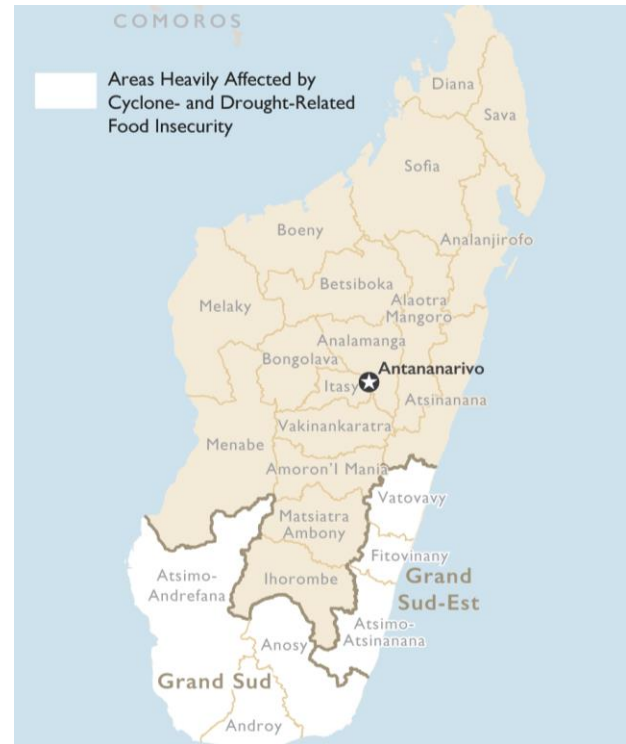 COMOROS
Areas Heavily Affected by
Cyclone- and Drought-Related
Food Insecurity
Diana
Sava
Sofia
Boeny
Analanjirofo
Betsiboka
Melaky
Alaotra
Mangoro
Analamanga
Bongolava
Antananarivo
Itasy
Atsinanana
Vakinankaratra
Menabe
Amoron'I Mania
Vatovavy
Matsiatra
Ambony
Fitovinany
Atsimo-
Andrefana
Ihorombe
Grand
Sud-Est
Atsimo-
Atsinanana
Anosy
Grand Sud
Androy